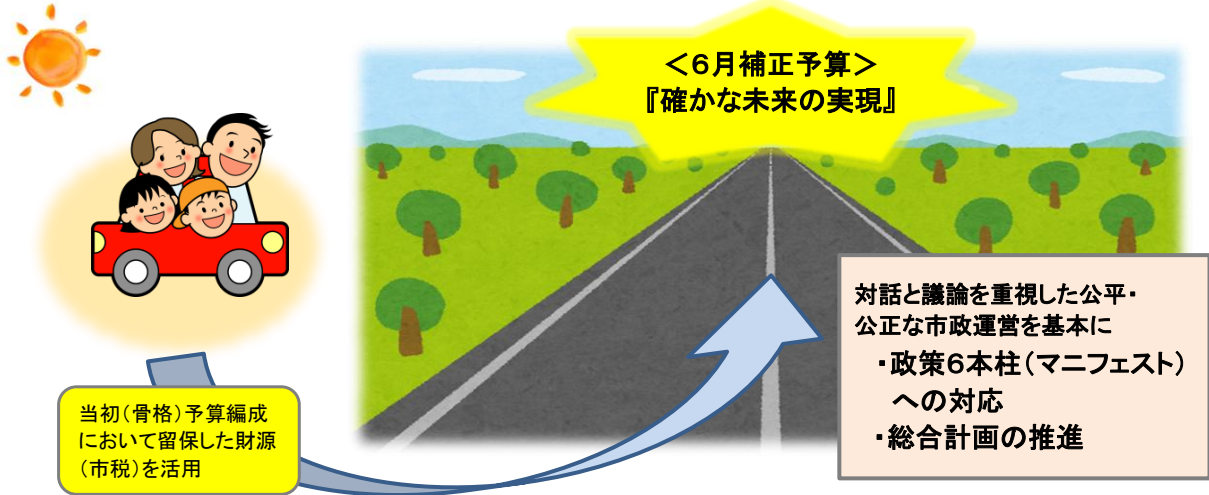 ＜６月補正予算＞
『確かな未来の実現』
対話と議論を重視した公平・
公正な市政運営を基本に
・政策６本柱（マニフェスト）
への対応
・総合計画の推進
当初（骨格）予算編成
において留保した財源
（市税）を活用